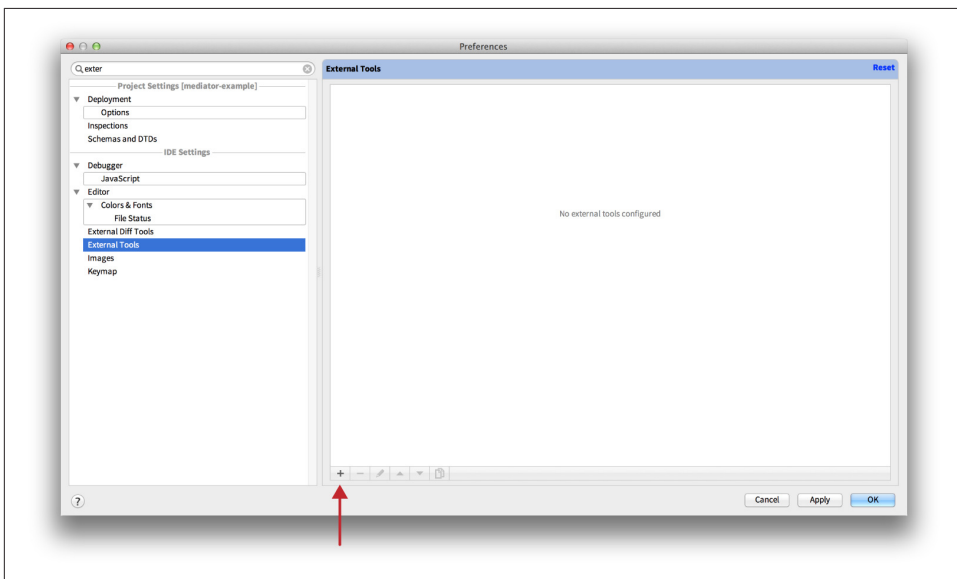 Preferences
exter
Project Settings [mediator-example]
Deployment
Options
Inspections
Schemas and DTDs
IDE Settings
Debugger
JavaScript
Editor
Colors & Fonts
File Status
External Diff Tools
External Tools
Images
Keymap
External Tools
Reset
No external tools configured
?
Cancel
Apply
OK